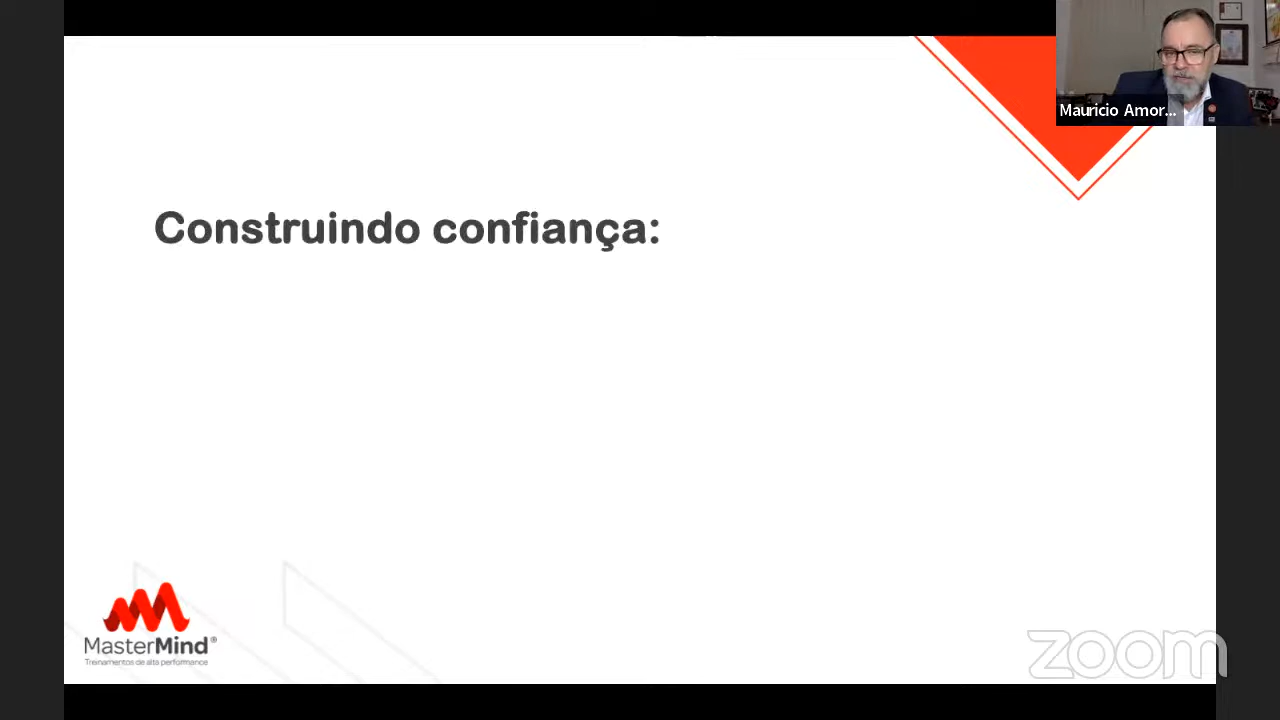 Mauricio Amor...
Construindo confiança:
MasterMind®
Treinamentos de alta performance
zoom